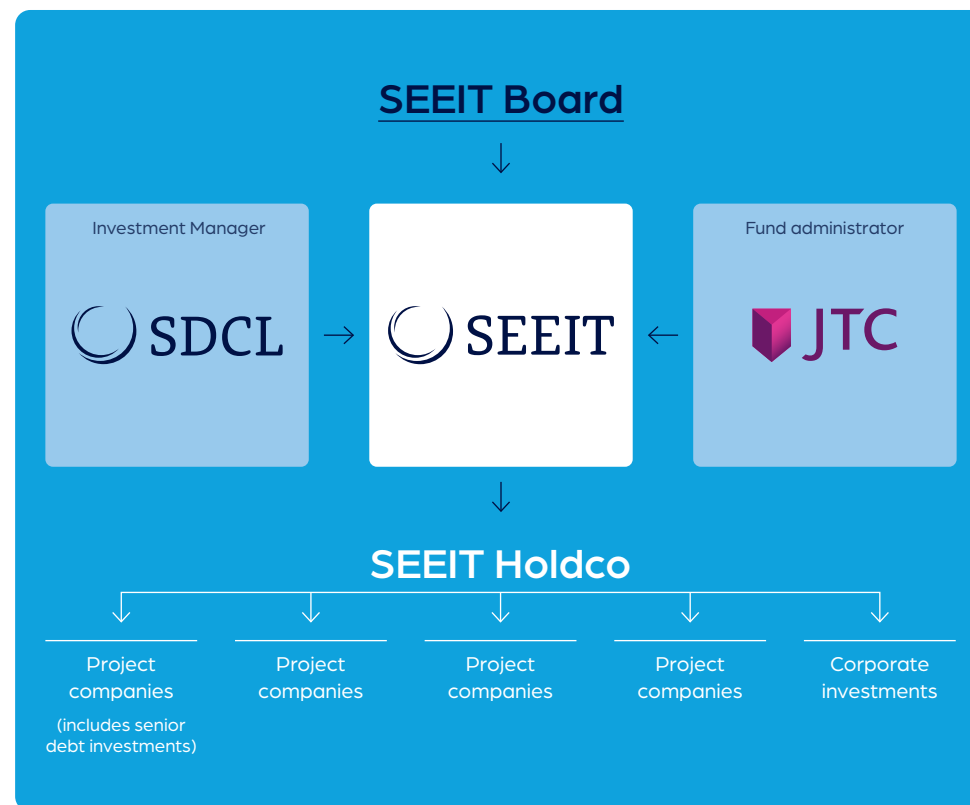 SEEIT Board
Investment Manager
Fund administrator
SDCL
SEEIT
JTC
SEEIT Holdco
Project
companies
(includes senior
debt investments)
Project
companies
Project
companies
Project
companies
Corporate
investments